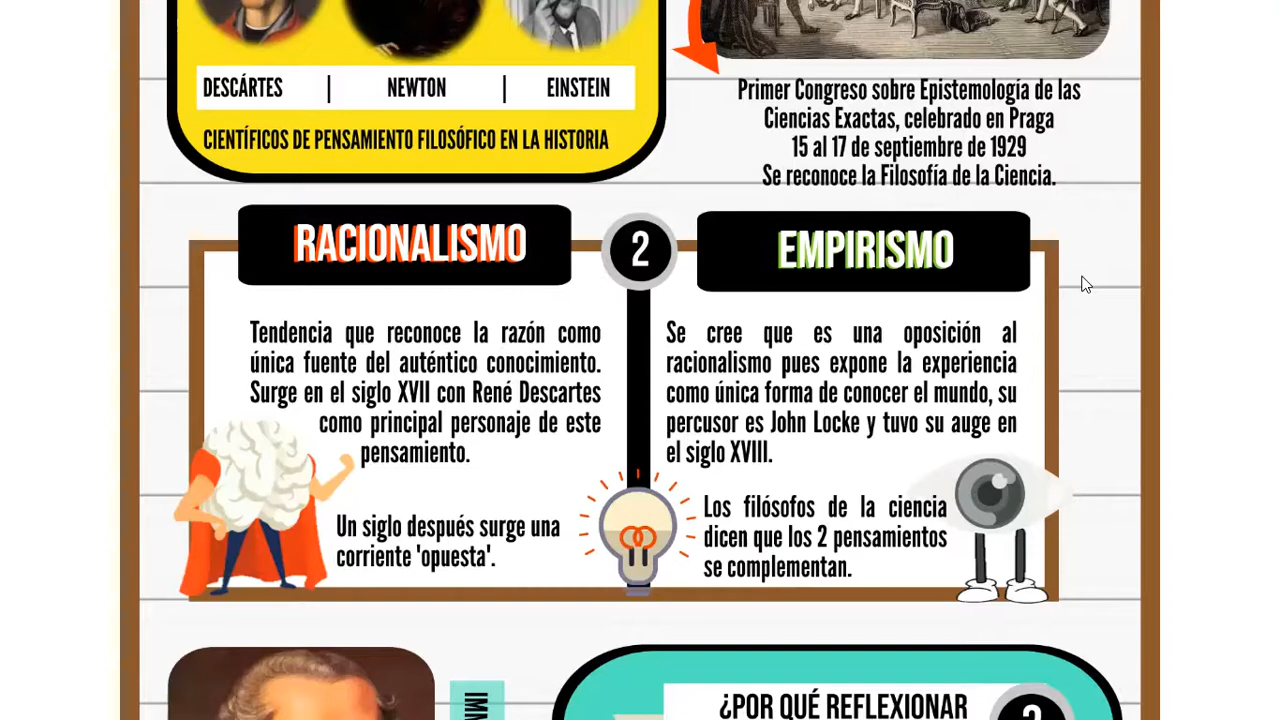 DESCÁRTES | NEWTON | EINSTEIN
CIENTÍFICOS DE PENSAMIENTO FILOSÓFICO EN LA HISTORIA
Primer Congreso sobre Epistemología de las
Ciencias Exactas, celebrado en Praga
15 al 17 de septiembre de 1929
Se reconoce la Filosofía de la Ciencia.
RACIONALISMO
2
EMPIRISMO
Tendencia que reconoce la razón como
única fuente del auténtico conocimiento.
Surge en el siglo XVII con René Descartes
como principal personaje de este
pensamiento.
Un siglo después surge una
corriente 'opuesta'.
Se cree que es una oposición al
racionalismo pues expone la experiencia
como única forma de conocer el mundo, su
percusor es John Locke y tuvo su auge en
el siglo XVIII.
Los filósofos de la ciencia
dicen que los 2 pensamientos
se complementan.
¿POR QUÉ REFLEXIONAR